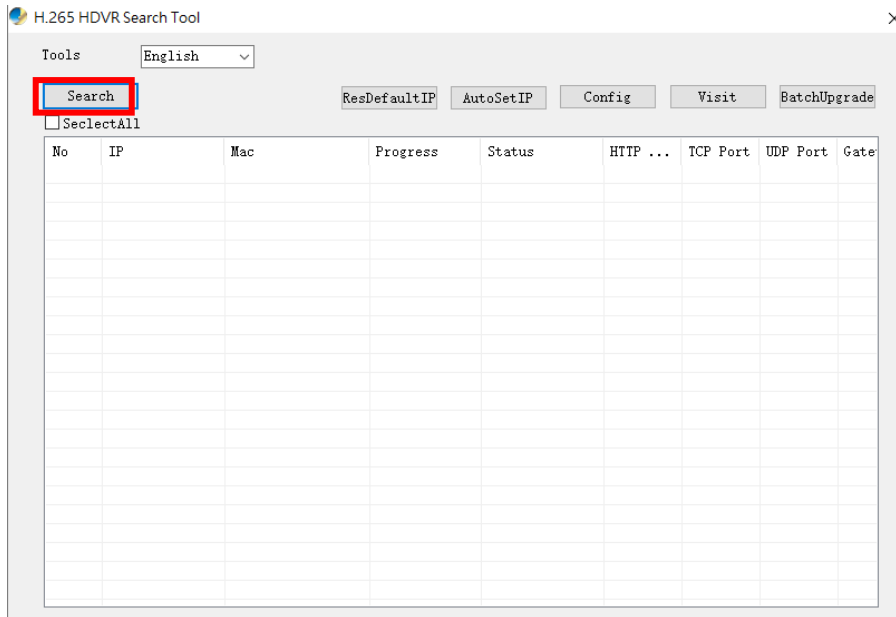 H.265 HDVR Search Tool
Tools English
Search ResDefaultIP AutoSetIP Config Visit BatchUpgrade
SeclectAll
No IP Mac Progress Status HTTP ... TCP Port UDP Port Gate